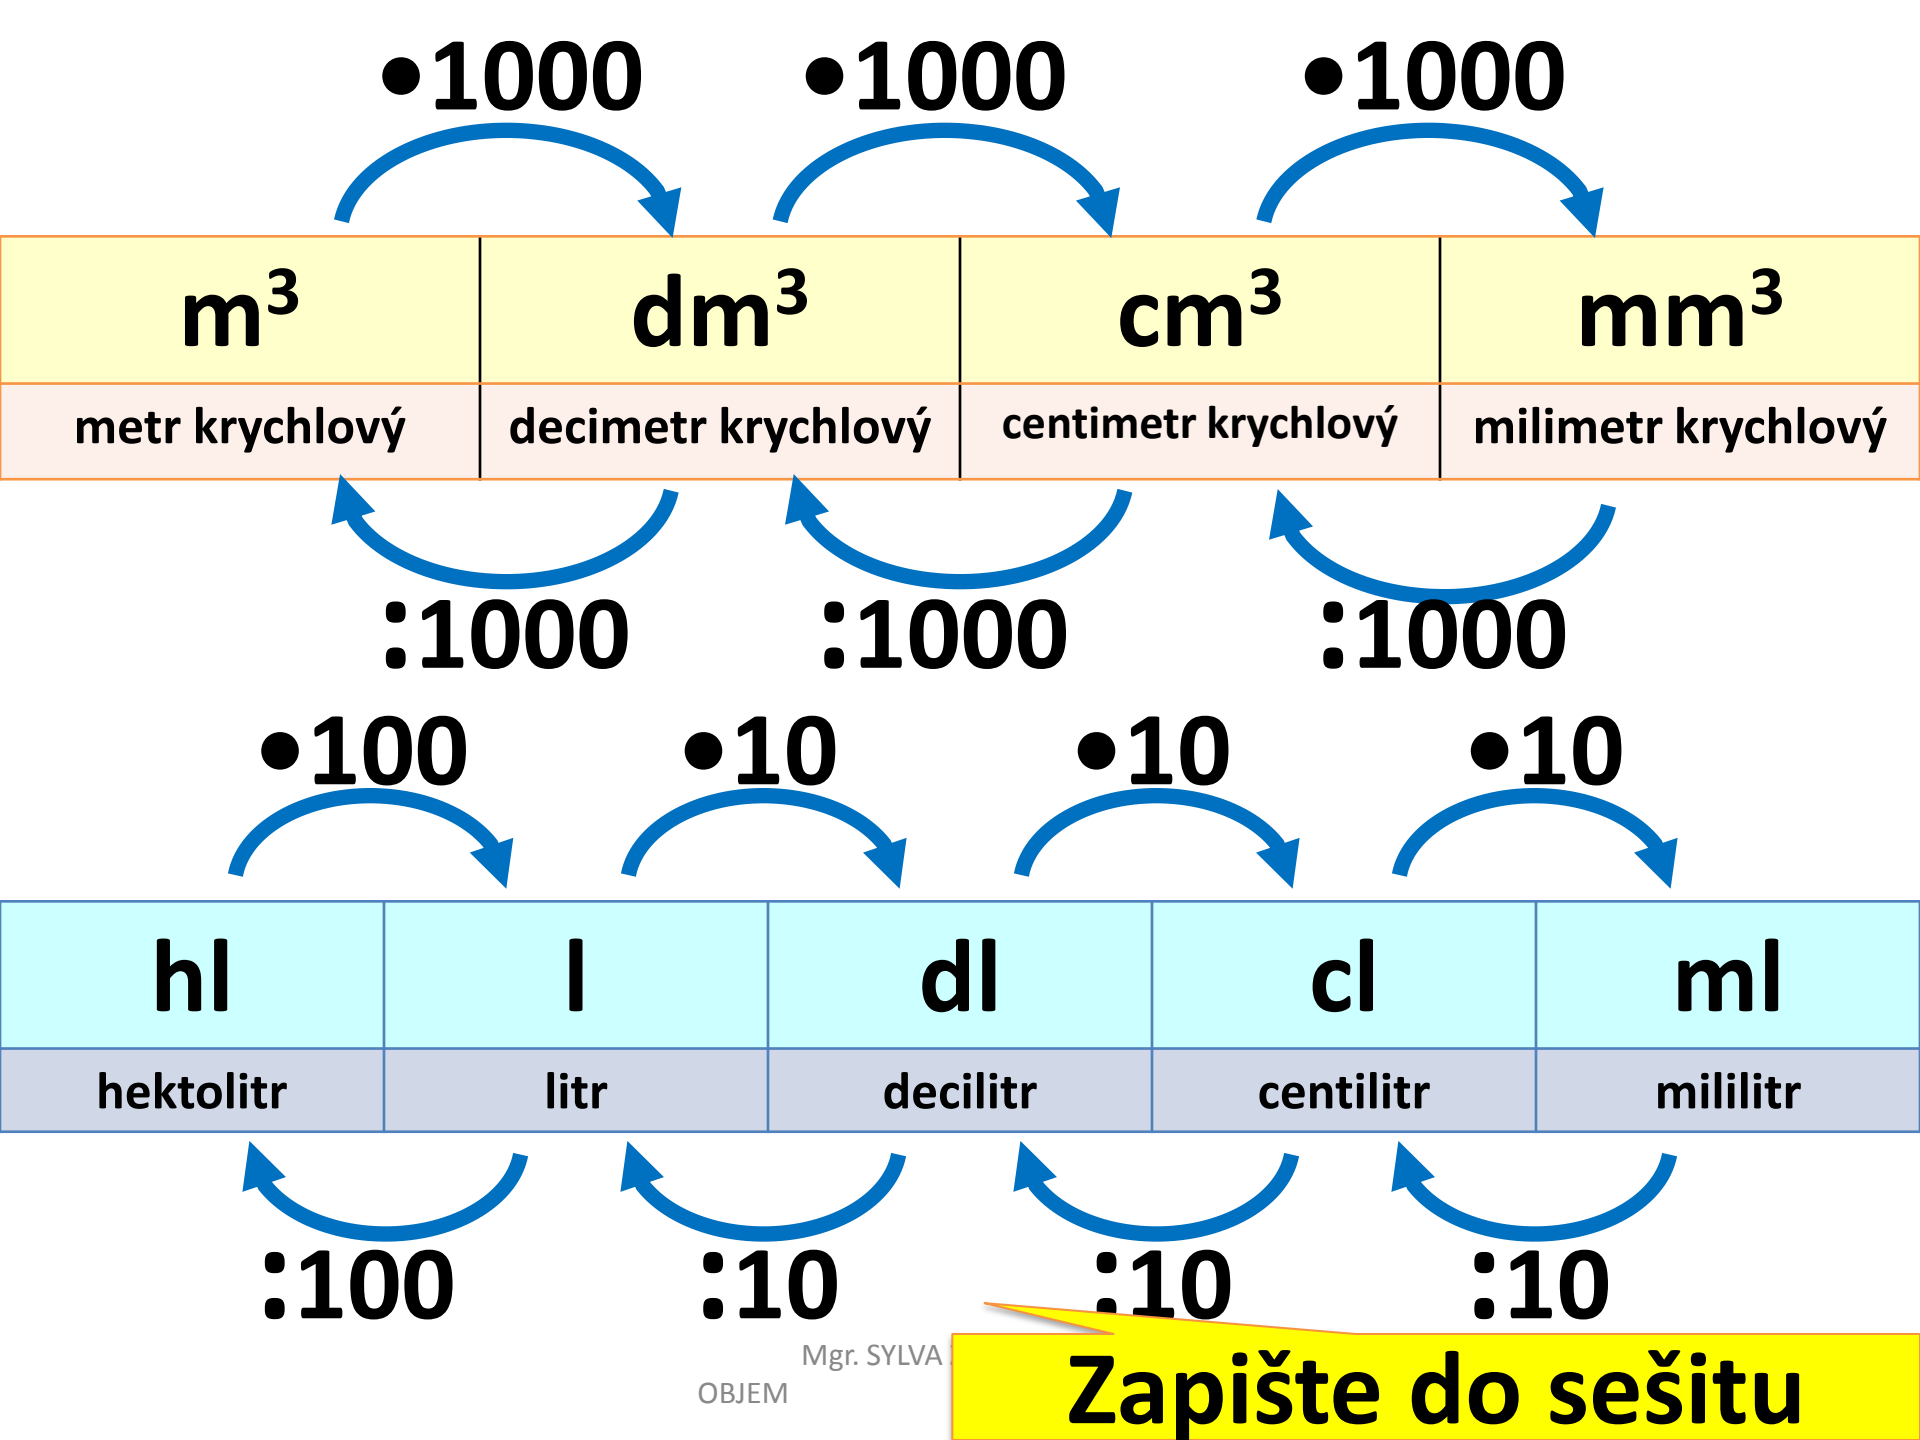 •1000 •1000 •1000
m³ dm³ cm³ mm³
metr krychlový decimetr krychlový centimetr krychlový milimetr krychlový
:1000 :1000 :1000
•100 •10 •10 •10
hl l dl cl ml
hektolitr litr decilitr centilitr mililitr
:100 :10 :10 :10
Mgr. SYLVA
OBJEM
Zapište do sešitu